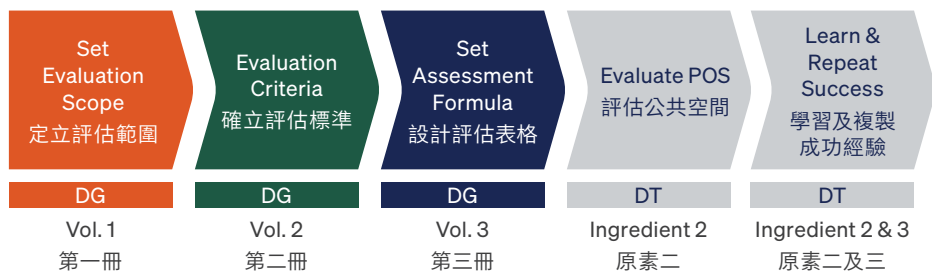 Set
Evaluation
Scope
定立評估範圍
Evaluation
Criteria
確立評估標準
Set
Assessment
Formula
設計評估表格
Evaluate POS
評估公共空間
Learn &
Repeat
Success
學習及複製
成功經驗
DG
DG
DG
DT
DT
Vol. 1
第一冊
Vol. 2
第二冊
Vol. 3
第三冊
Ingredient 2
原素二
Ingredient 2 & 3
原素二及三